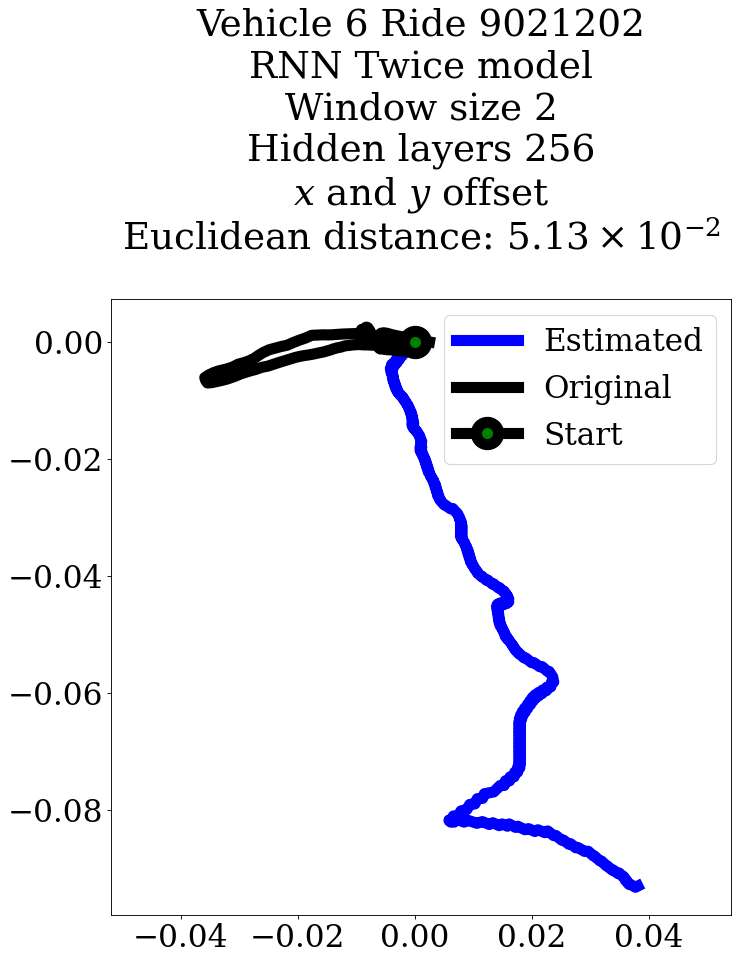 Vehicle 6 Ride 9021202
RNN Twice model
Window size 2
Hidden layers 256
x and y offset
Euclidean distance: 5.13 × 10⁻²
Estimated
Original
Start
0.00
−0.02
−0.04
−0.06
−0.08
−0.04 −0.02 0.00 0.02 0.04